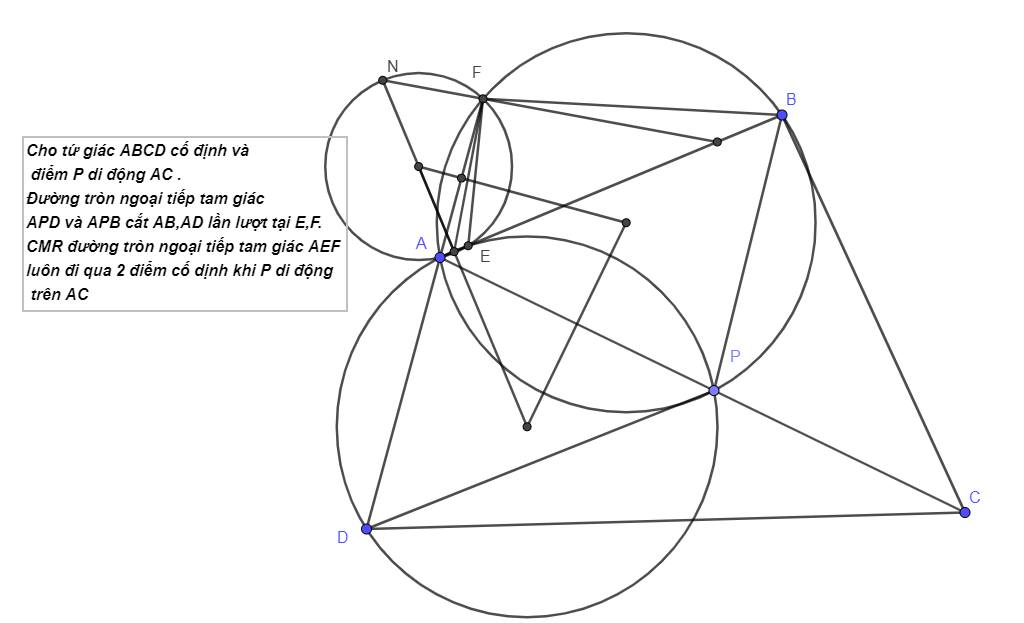 N
F
B
Cho tứ giác ABCD cố định và
điểm P di động AC .
Đường tròn ngoại tiếp tam giác
APD và APB cắt AB,AD lần lượt tại E,F.
CMR đường tròn ngoại tiếp tam giác AEF
luôn đi qua 2 điểm cố dịnh khi P di động
trên AC
A
E
P
C
D